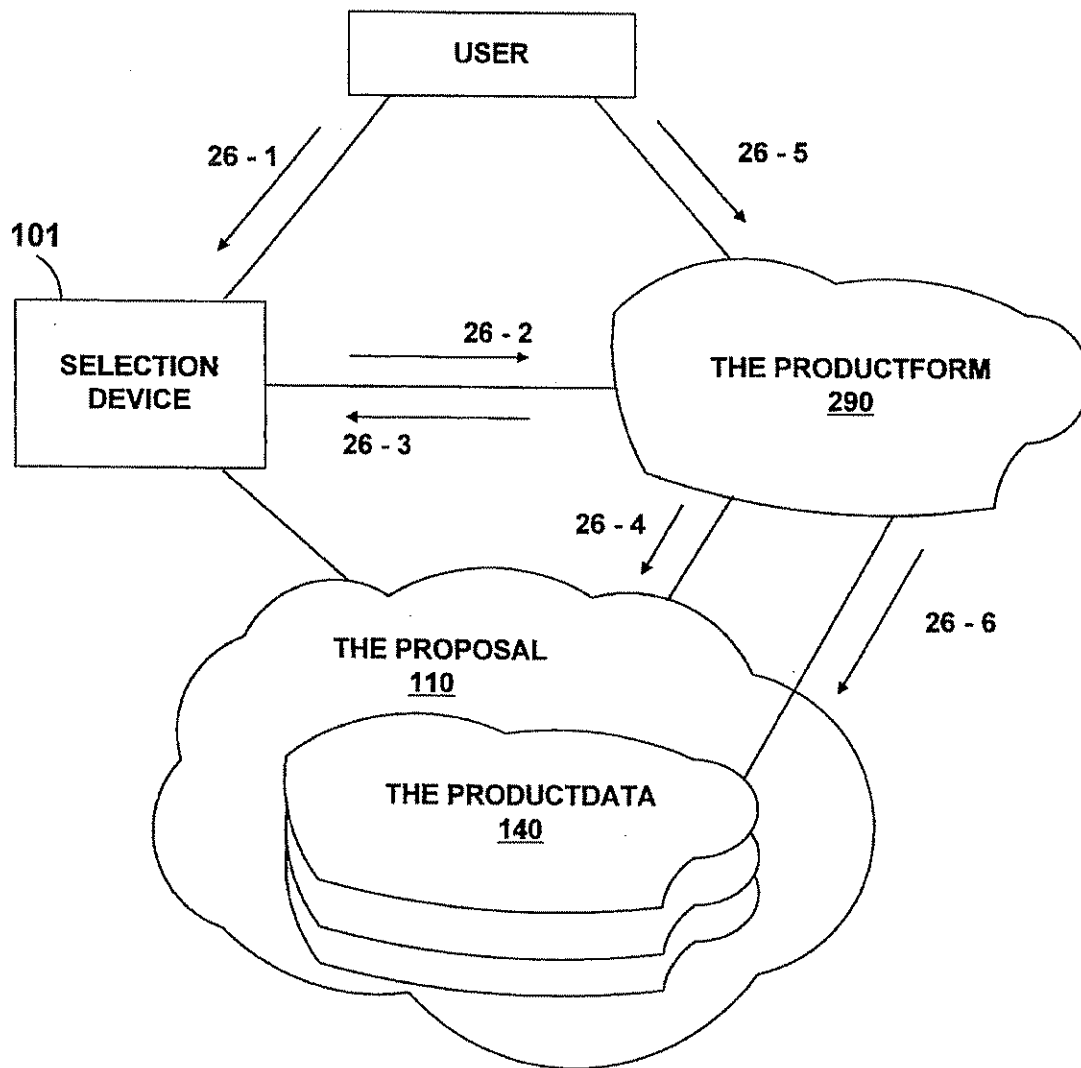 USER
26 - 1
26 - 5
101
SELECTION
DEVICE
26 - 2
26 - 3
THE PRODUCTFORM
290
26 - 4
26 - 6
THE PROPOSAL
110
THE PRODUCTDATA
140